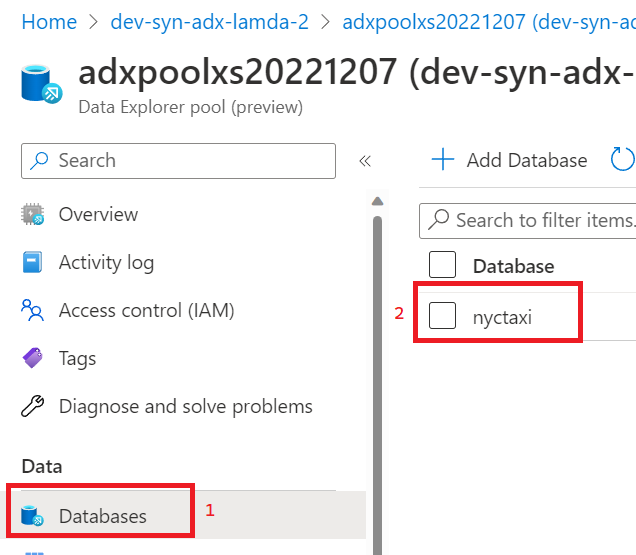 Home > dev-syn-adx-lamda-2 > adxpoolxs20221207 (dev-syn-ad
adxpoolxs20221207 (dev-syn-adx-
Data Explorer pool (preview)
Search «
Overview
Activity log
Access control (IAM)
Tags
Diagnose and solve problems
Data
Databases 1
+ Add Database
Search to filter items.
Database
2 nyctaxi